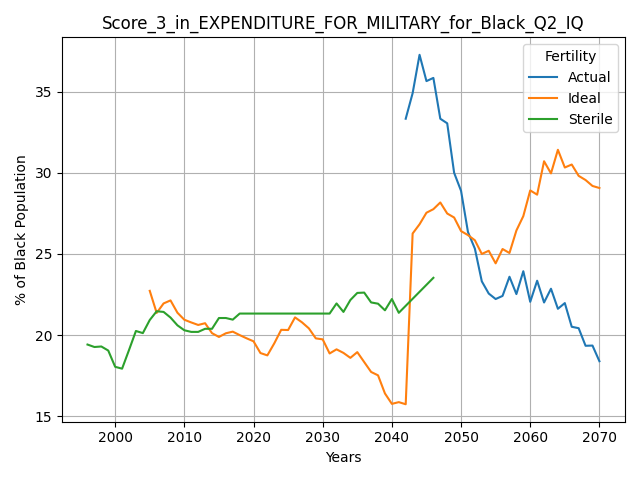 Score_3_in_EXPENDITURE_FOR_MILITARY_for_Black_Q2_IQ
Fertility
Actual
Ideal
Sterile
% of Black Population
35
30
25
20
15
2000 2010 2020 2030 2040 2050 2060 2070
Years